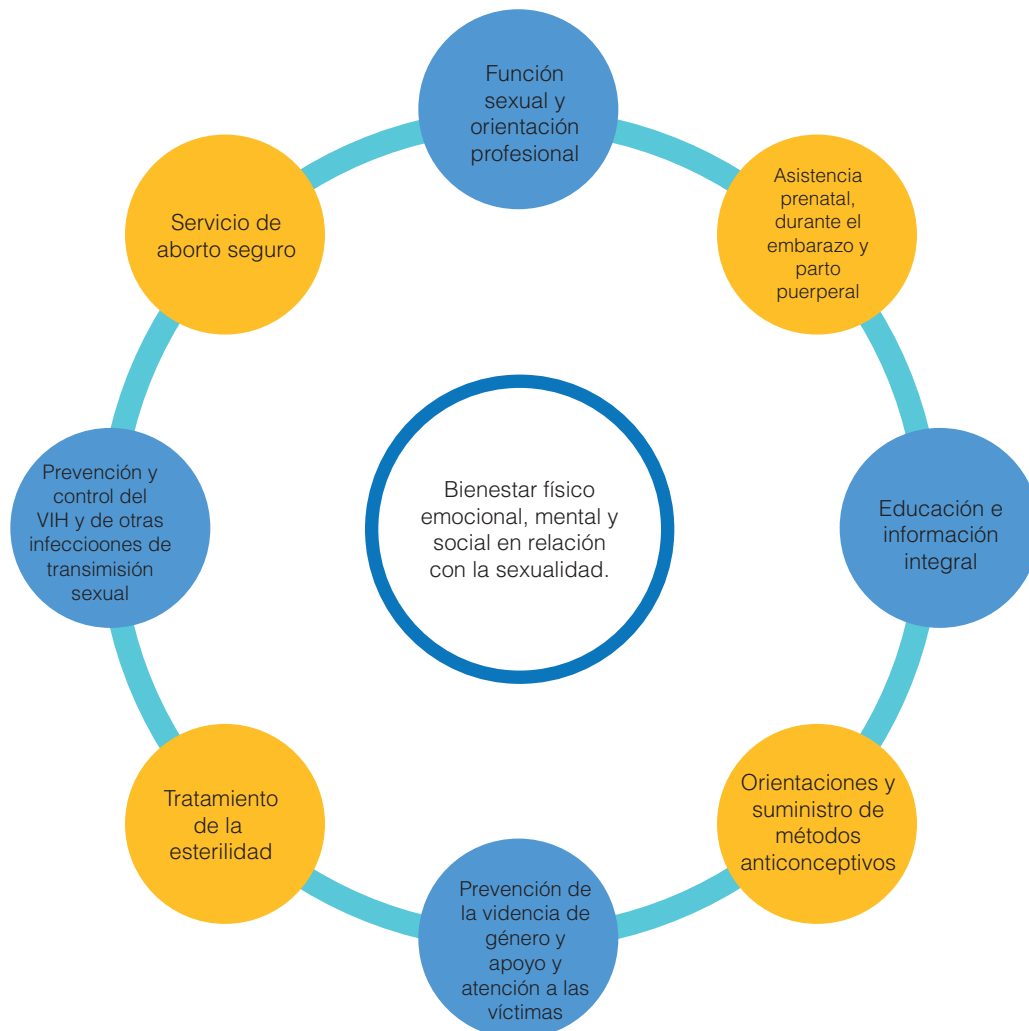 Función
sexual y
orientación
profesional
Asistencia
prenatal,
durante el
embarazo y
parto
puerperal
Educación e
información
integral
Orientaciones y
suministro de
métodos
anticonceptivos
Prevención de
la videncia de
género y
apoyo y
atención a las
víctimas
Tratamiento
de la
esterilidad
Prevención y
control del
VIH y de otras
infeccioones de
transimisión
sexual
Servicio de
aborto seguro
Bienestar físico
emocional, mental y
social en relación
con la sexualidad.